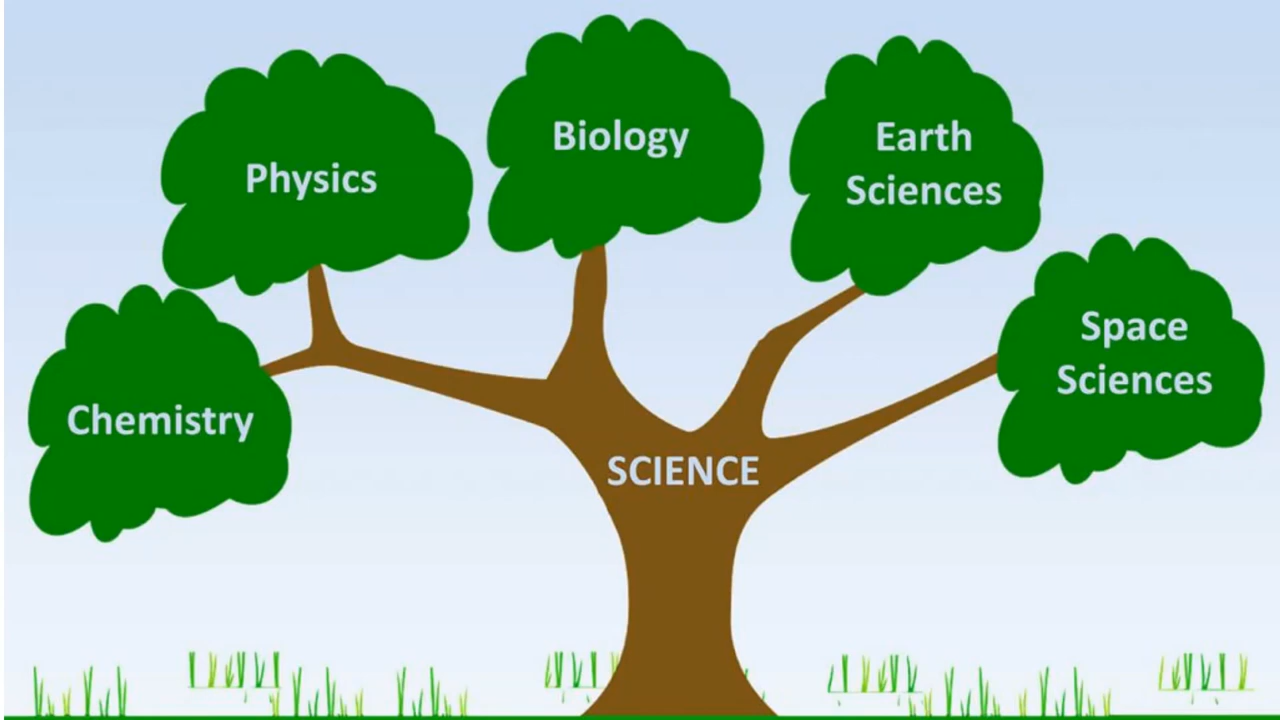 Physics
Biology
Earth
Sciences
Space
Sciences
Chemistry
SCIENCE